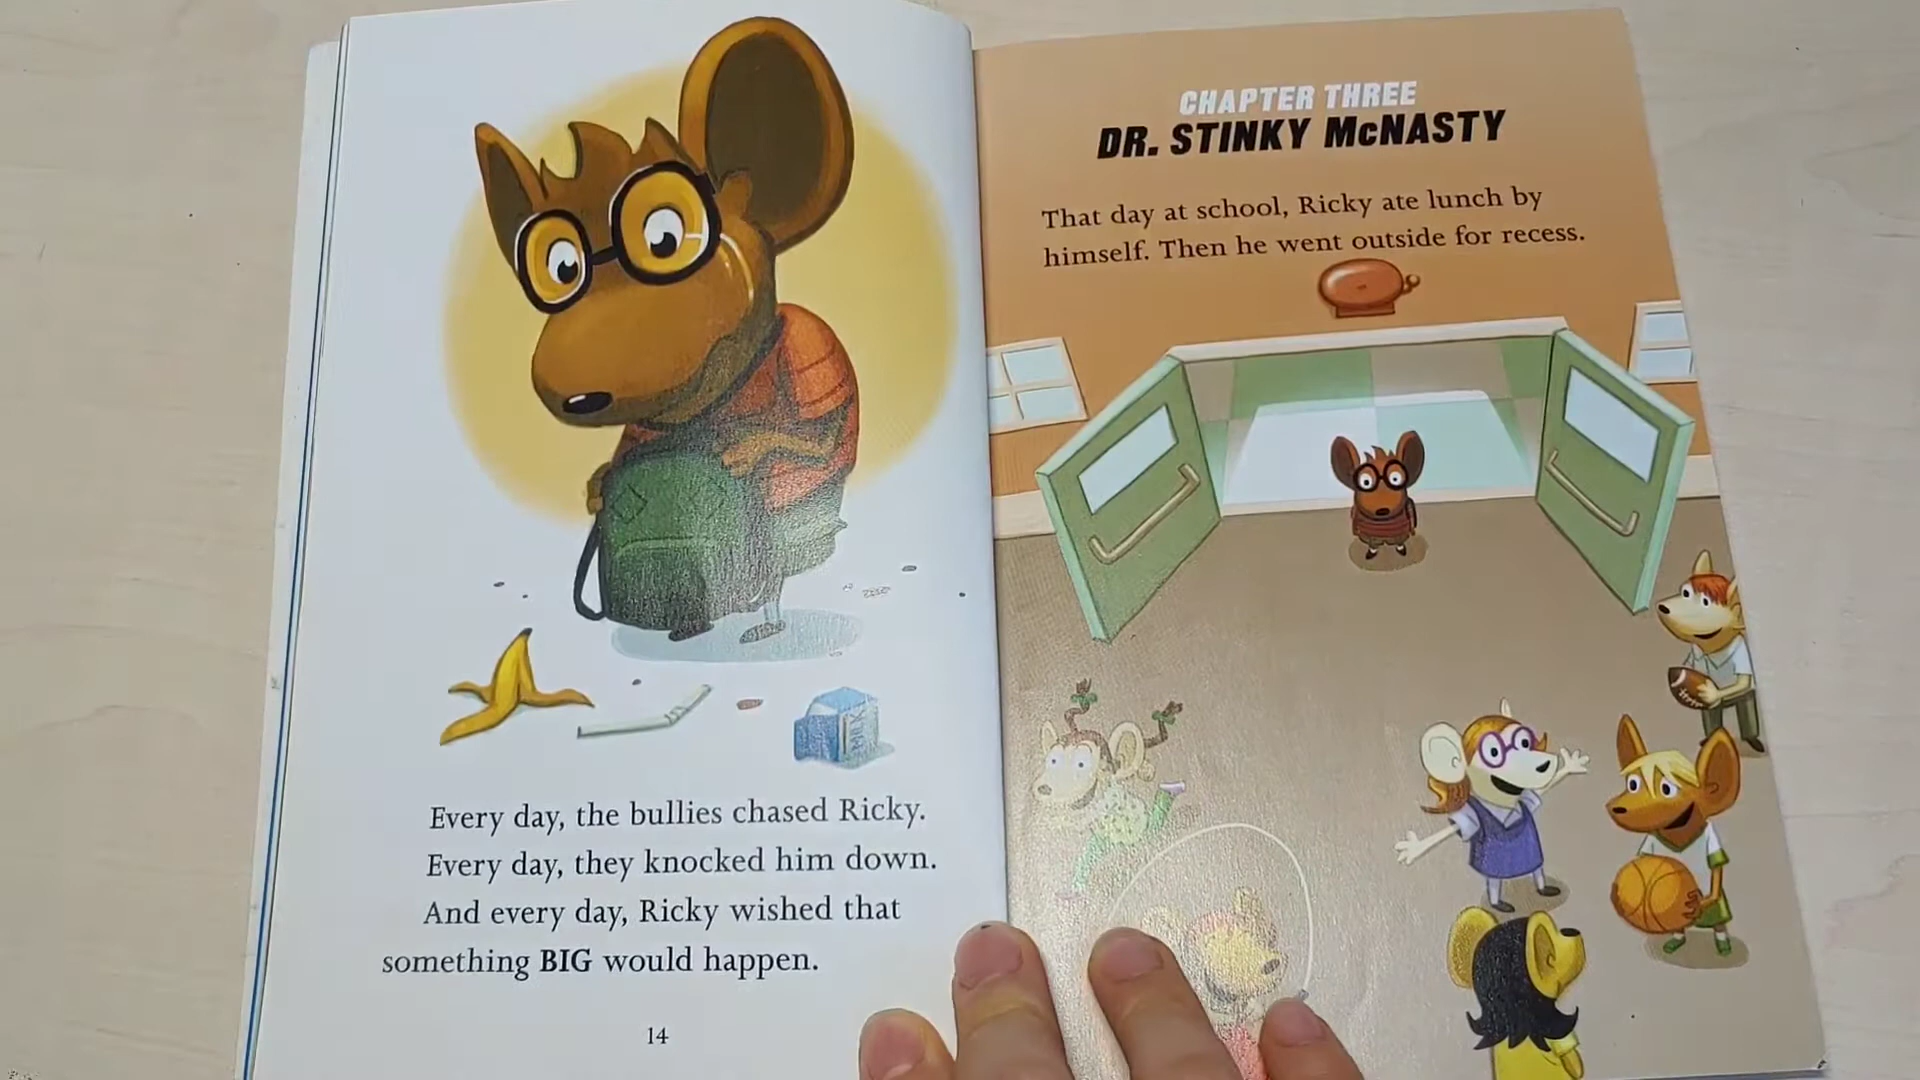 Every day, the bullies chased Ricky.
Every day, they knocked him down.
And every day, Ricky wished that
something BIG would happen.
14
CHAPTER THREE
DR. STINKY McNASTY
That day at school, Ricky ate lunch by
himself. Then he went outside for recess.